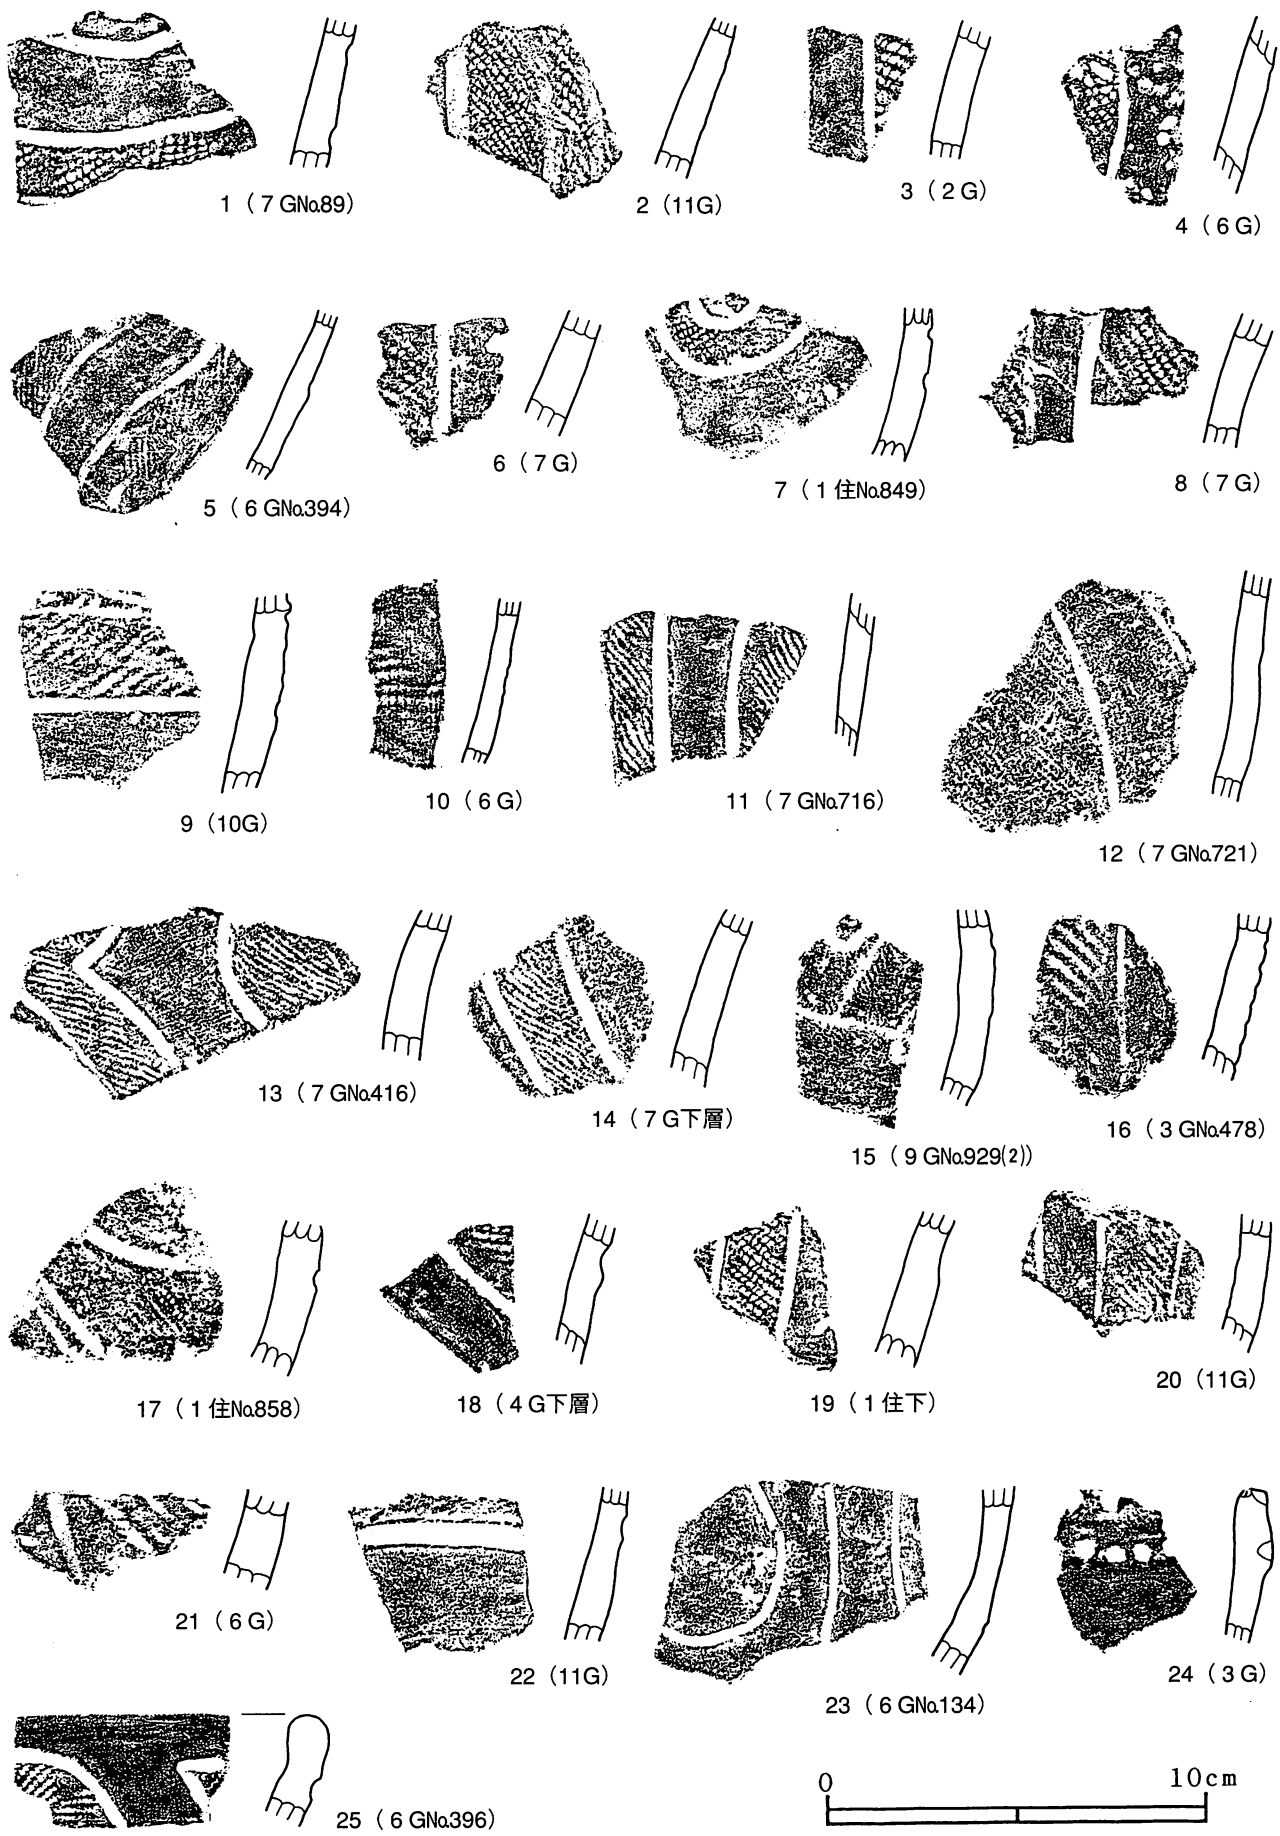 1（7GNo.89）
2（11G）
3（2G）
4（6G）
5（6GNo.394）
6（7G）
7（1住No.849）
8（7G）
9（10G）
10（6G）
11（7GNo.716）
12（7GNo.721）
13（7GNo.416）
14（7G下層）
15（9GNo.929(2)）
16（3GNo.478）
17（1住No.858）
18（4G下層）
19（1住下）
20（11G）
21（6G）
22（11G）
23（6GNo.134）
24（3G）
25（6GNo.396）
0 10cm